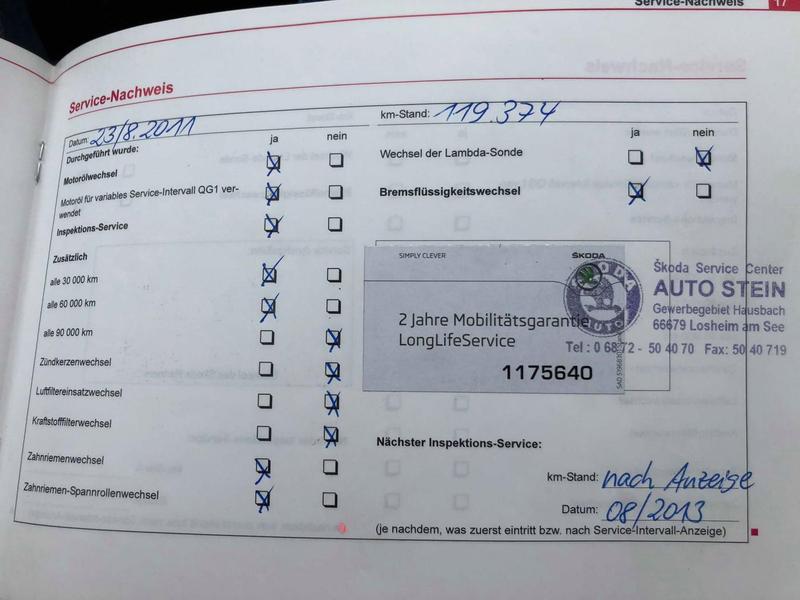 Service-Nachweis 17
Service-Nachweis
Datum: 23/8.2011
ja nein
Durchgeführt wurde:
Motorölwechsel
Motoröl für variables Service-Intervall QG1 ver-
wendet
Inspektions-Service
Zusätzlich
alle 30 000 km
alle 60 000 km
alle 90 000 km
Zündkerzenwechsel
Luftfiltereinsatzwechsel
Kraftstofffilterwechsel
Zahnriemenwechsel
Zahnriemen-Spannrollenwechsel
km-Stand: 119.374
ja nein
Wechsel der Lambda-Sonde
Bremsflüssigkeitswechsel
SIMPLY CLEVER ŠKODA
2 Jahre Mobilitätsgarantie
LongLifeService
1175640
ŠKODA
AUTO
Škoda Service Center
AUTO STEIN
Gewerbegebiet Hausbach
66679 Losheim am See
Tel : 0 68 72 - 50 40 70 Fax: 50 40 719
Nächster Inspektions-Service:
km-Stand: nach Anzeige
Datum: 08/2013
(je nachdem, was zuerst eintritt bzw. nach Service-Intervall-Anzeige)